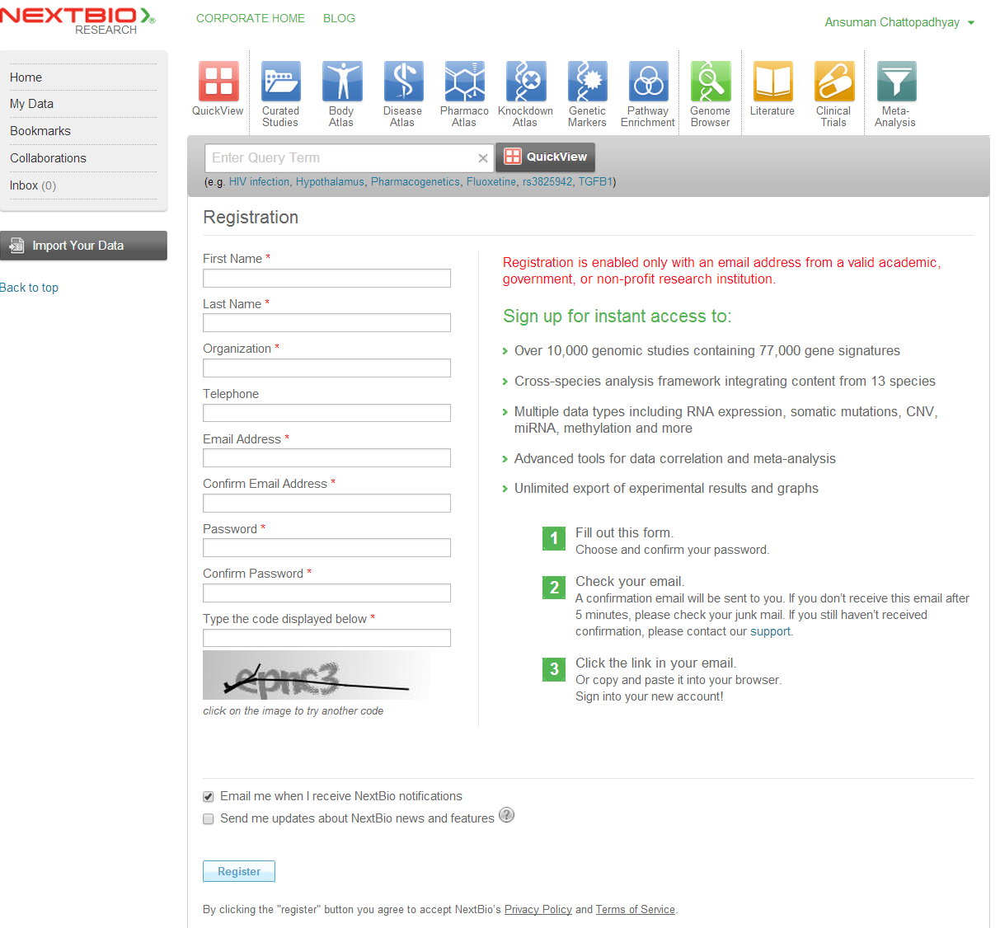 NEXTBIO
RESEARCH
CORPORATE HOME BLOG
Ansuman Chattopadhyay
Home
My Data
Bookmarks
Collaborations
Inbox (0)
Import Your Data
Back to top
QuickView
Curated
Studies
Body
Atlas
Disease
Atlas
Pharmaco
Atlas
Knockdown
Atlas
Genetic
Markers
Pathway
Enrichment
Genome
Browser
Literature
Clinical
Trials
Meta-
Analysis
Enter Query Term
QuickView
(e.g. HIV infection, Hypothalamus, Pharmacogenetics, Fluoxetine, rs3825942, TGFB1)
Registration
First Name *
Last Name *
Organization *
Telephone
Email Address *
Confirm Email Address *
Password *
Confirm Password *
Type the code displayed below *
epnc3
click on the image to try another code
Registration is enabled only with an email address from a valid academic,
government, or non-profit research institution.
Sign up for instant access to:
Over 10,000 genomic studies containing 77,000 gene signatures
Cross-species analysis framework integrating content from 13 species
Multiple data types including RNA expression, somatic mutations, CNV,
miRNA, methylation and more
Advanced tools for data correlation and meta-analysis
Unlimited export of experimental results and graphs
1 Fill out this form.
Choose and confirm your password.
2 Check your email.
A confirmation email will be sent to you. If you don't receive this email after
5 minutes, please check your junk mail. If you still haven't received
confirmation, please contact our support.
3 Click the link in your email.
Or copy and paste it into your browser.
Sign into your new account!
Email me when I receive NextBio notifications
Send me updates about NextBio news and features ?
Register
By clicking the "register" button you agree to accept NextBio's Privacy Policy and Terms of Service.